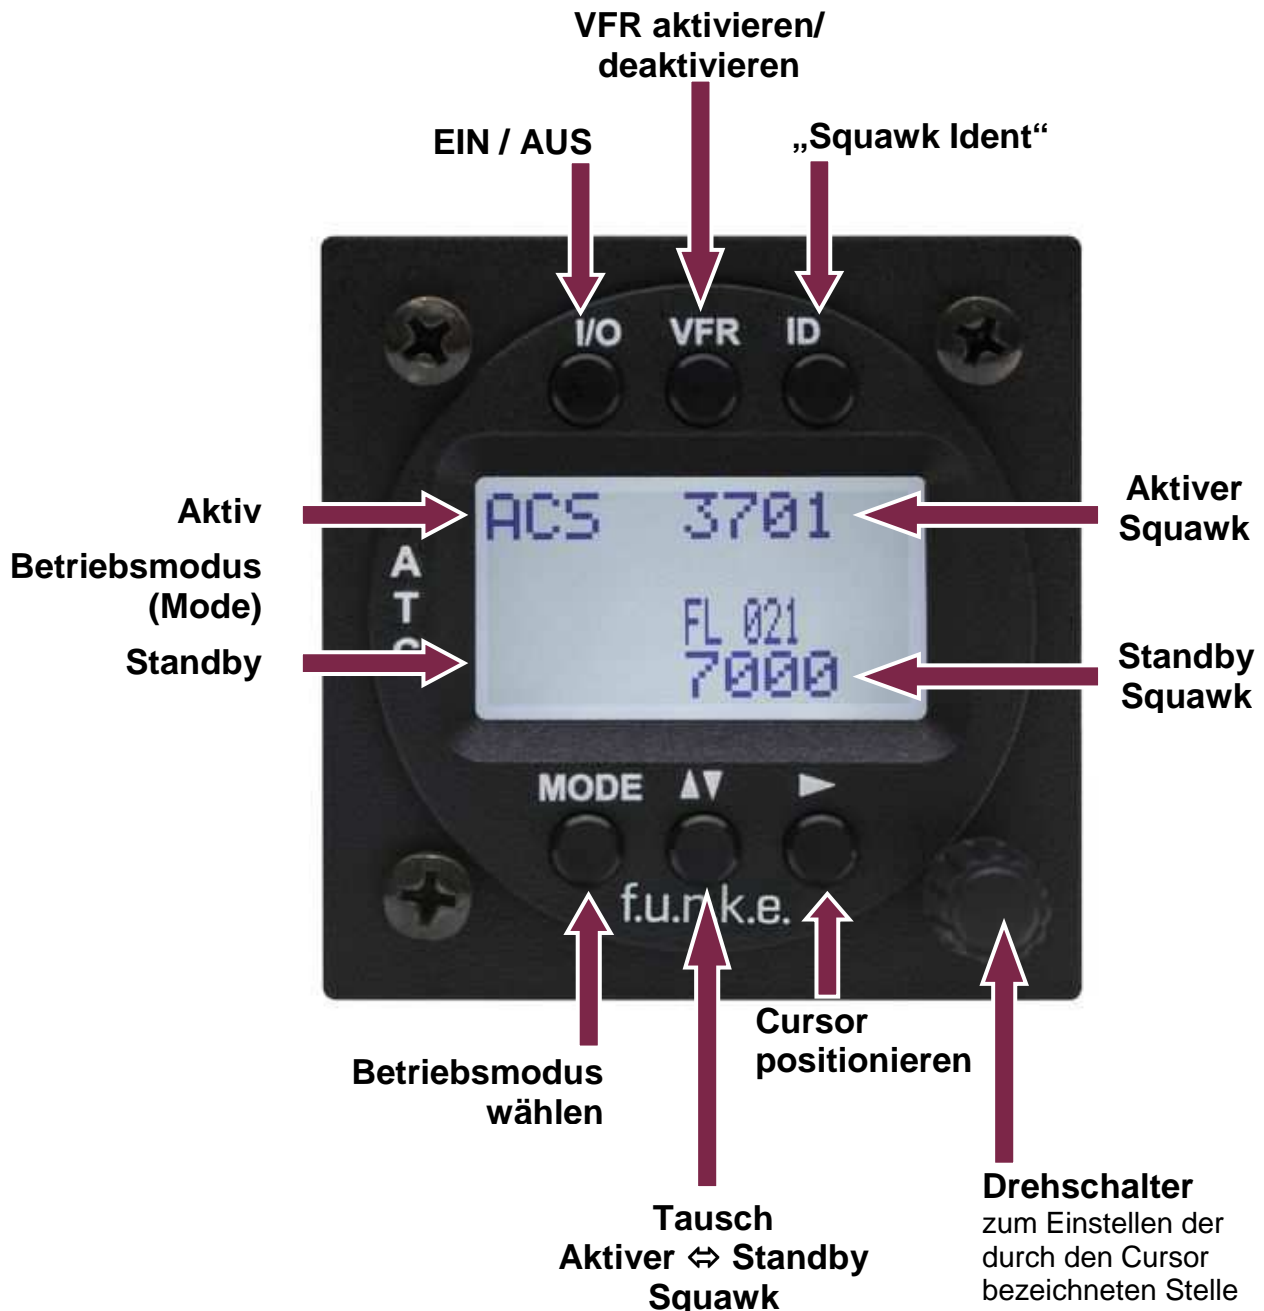 VFR aktivieren/
deaktivieren
EIN / AUS
„Squawk Ident“
I/O VFR ID
Aktiv
ACS 3701
Aktiver
Squawk
Betriebsmodus
(Mode)
A
T
FL 021
Standby
7000
Standby
Squawk
MODE ▲▼ ►
f.u.n.k.e.
Cursor
positionieren
Betriebsmodus
wählen
Tausch
Aktiver ⇔ Standby
Squawk
Drehschalter
zum Einstellen der
durch den Cursor
bezeichneten Stelle